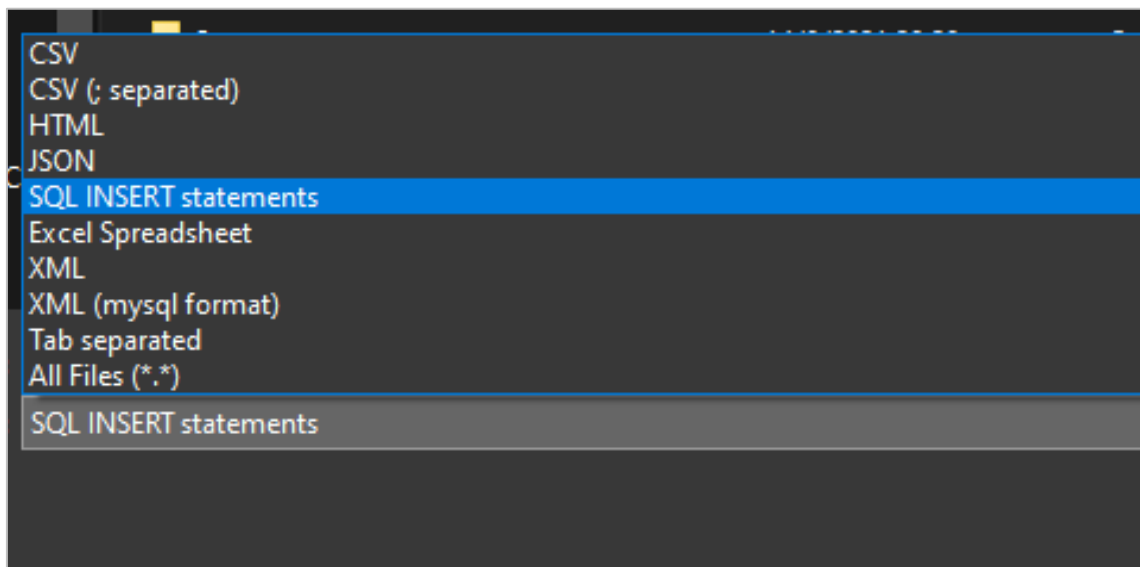 CSV
CSV (; separated)
HTML
JSON
SQL INSERT statements
Excel Spreadsheet
XML
XML (mysql format)
Tab separated
All Files (*.*)
SQL INSERT statements